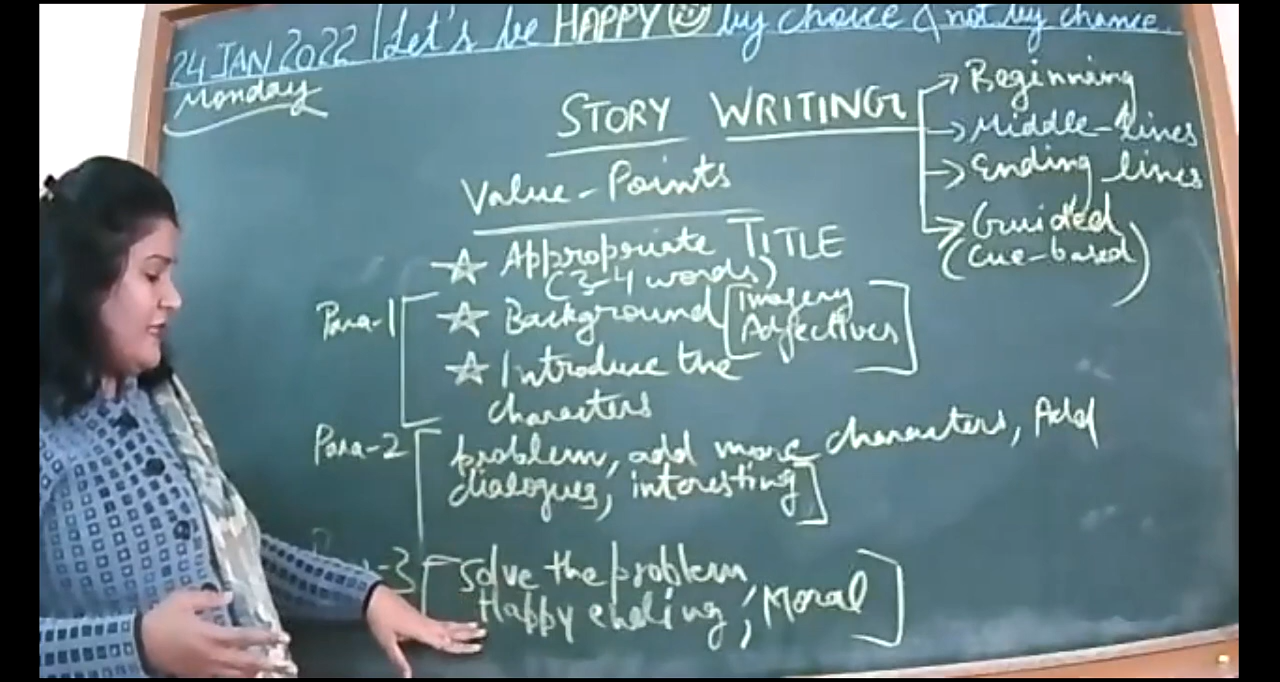 24 JAN 2022 | Let's be HAPPY☺ by choice & not by chance.
Monday
STORY WRITING
→ Beginning
→ Middle-lines
→ Ending lines
→ Guided
(Cue-based)
Value-Points
☆ Appropriate TITLE
(3-4 words)
Para-1
☆ Background [Imagery
Adjectives]
☆ Introduce the
characters
Para-2
problem, add more characters, Add
dialogues, interesting]
-3
[Solve the problem
Happy ending, Moral]